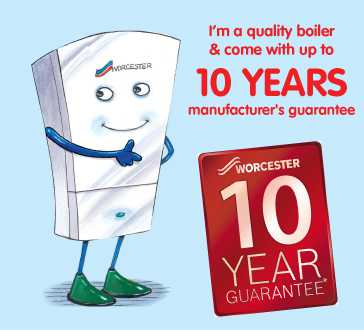 I'm a quality boiler
& come with up to
10 YEARS
manufacturer's guarantee
WORCESTER
WORCESTER
10
YEAR
GUARANTEE*